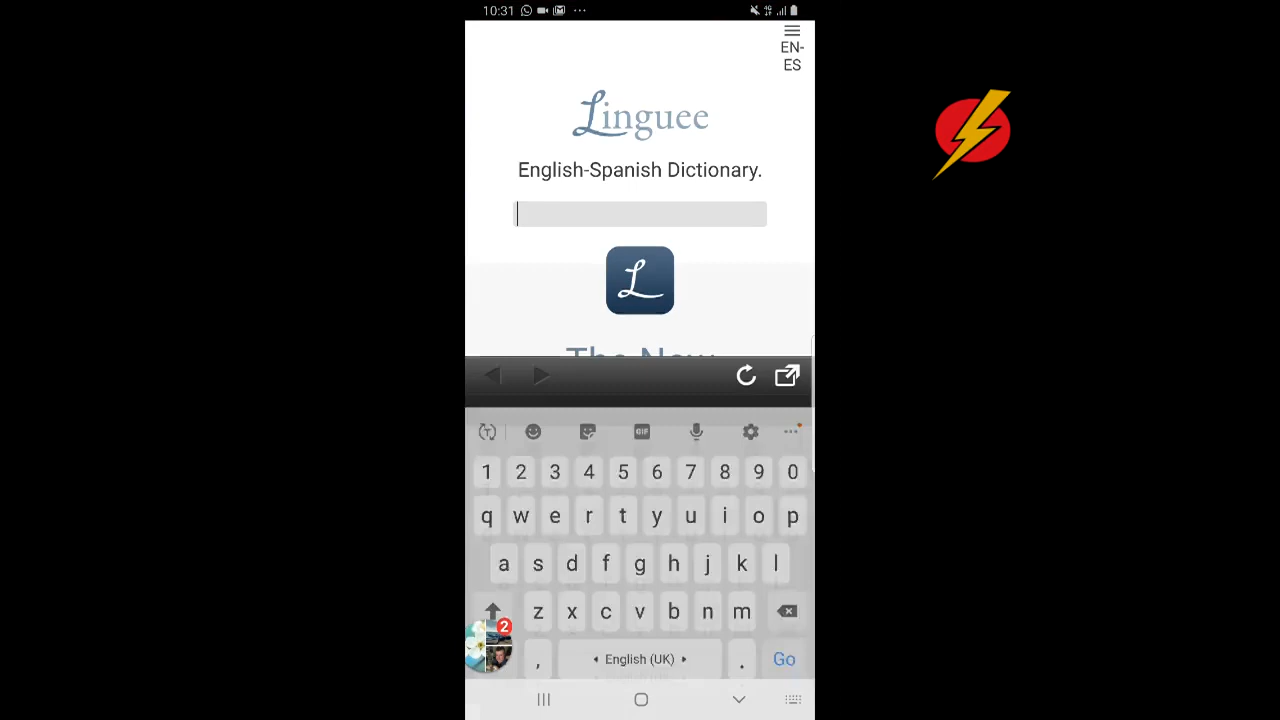 10:31
EN-
ES
Linguee
English-Spanish Dictionary.
L
GIF
1 2 3 4 5 6 7 8 9 0
q w e r t y u i o p
a s d f g h j k l
z x c v b n m
2
, English (UK) . Go